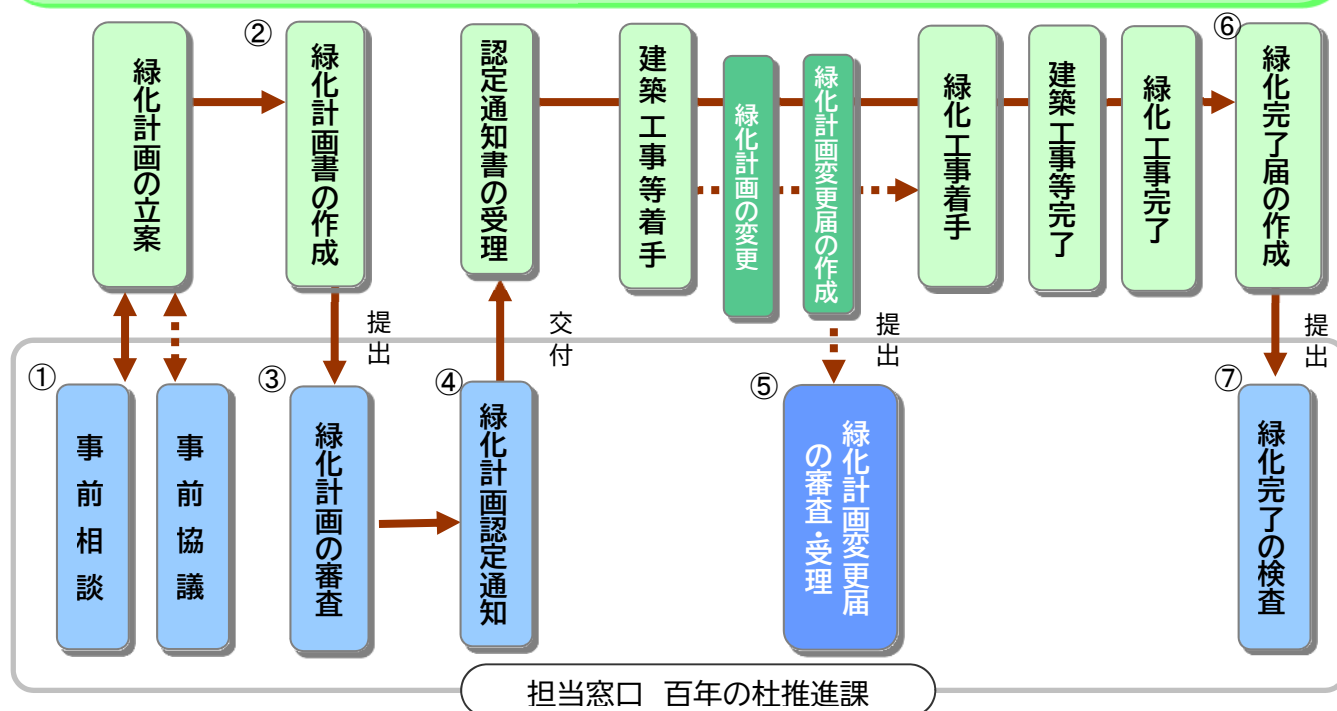 緑化計画の立案
②
緑化計画書の作成
認定通知書の受理
建築工事等着手
緑化計画の変更
緑化計画変更届の作成
緑化工事着手
建築工事等完了
緑化工事完了
⑥
緑化完了届の作成
提出
交付
提出
提出
①
事前相談
事前協議
③
緑化計画の審査
④
緑化計画認定通知
⑤
緑化計画変更届
の審査・受理
⑦
緑化完了の検査
担当窓口 百年の杜推進課